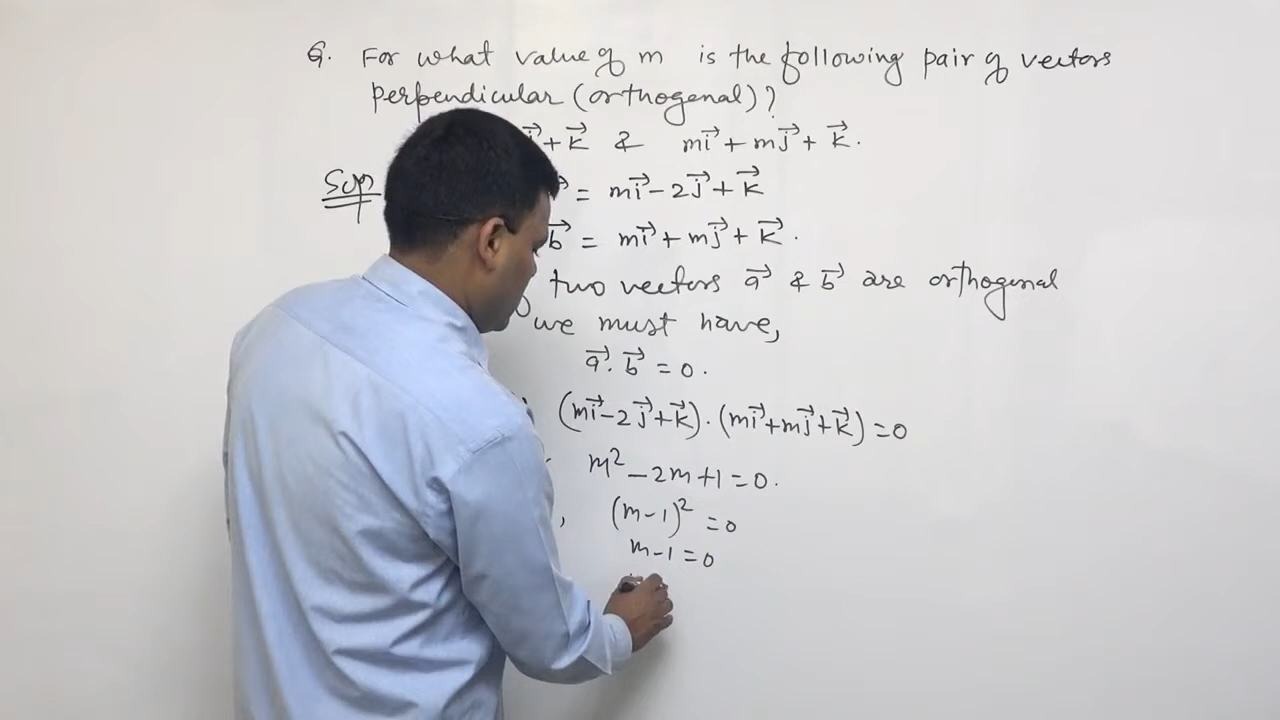 Q. For what value of m is the following pair of vectors
perpendicular (orthogonal)?
+ k⃗ & mi⃗ + mj⃗ + k⃗.
Soln = mi⃗ - 2j⃗ + k⃗
b⃗ = mi⃗ + mj⃗ + k⃗.
two vectors a⃗ & b⃗ are orthogonal
we must have,
a⃗. b⃗ = 0.
(mi⃗ - 2j⃗ + k⃗). (mi⃗ + mj⃗ + k⃗) = 0
m² - 2m + 1 = 0.
, (m - 1)² = 0
m - 1 = 0